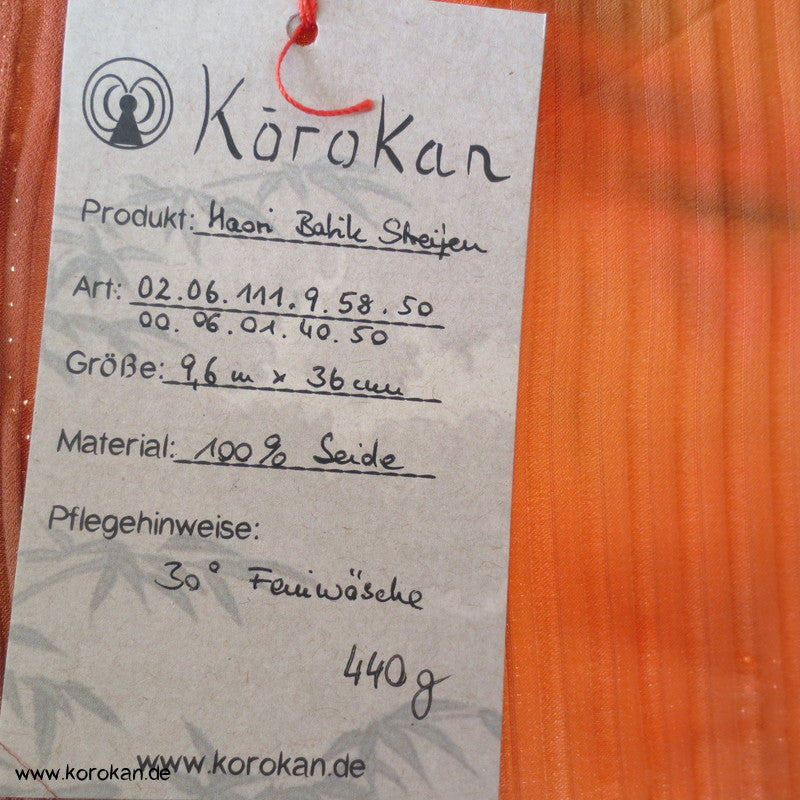 Kōrokan
Produkt: Haori Batik Streifen
Art: 02.06.111.9.58.50
00.06.01.40.50
Größe: 9,6 m x 36 cm
Material: 100% Seide
Pflegehinweise:
30° Feinwäsche
440 g
www.korokan.de
www.korokan.de